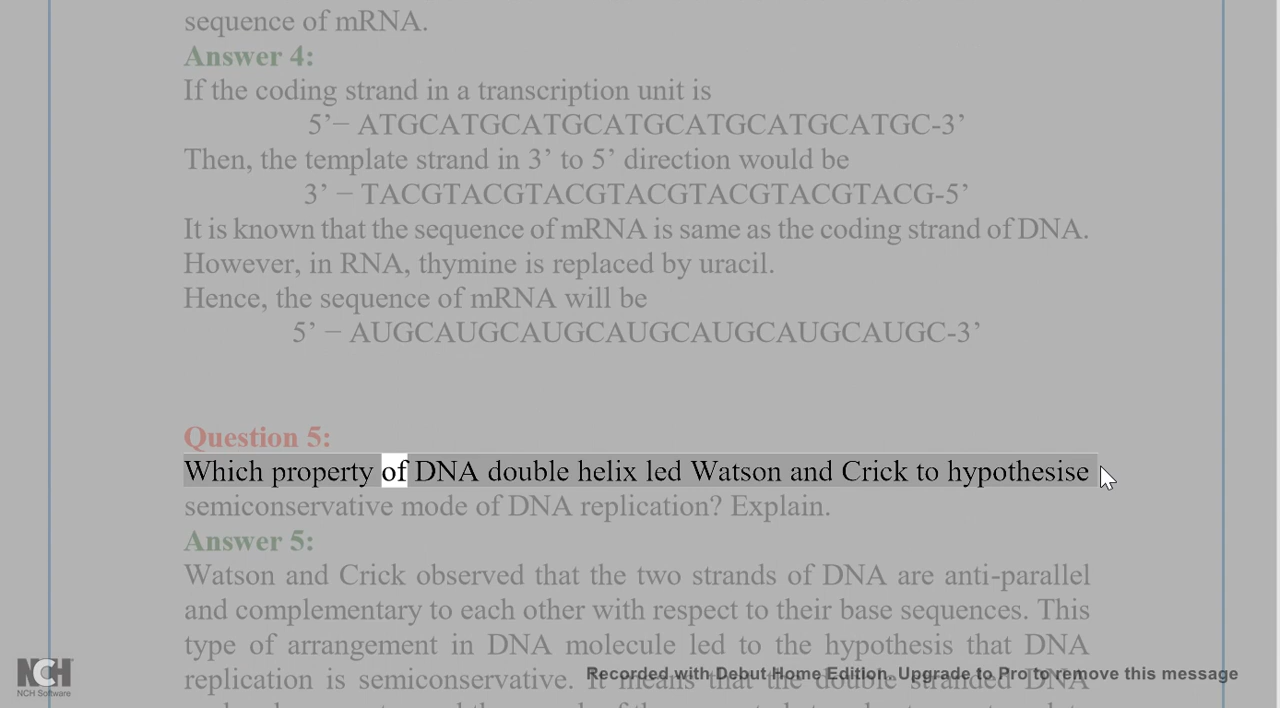 sequence of mRNA.
Answer 4:
If the coding strand in a transcription unit is
5’− ATGCATGCATGCATGCATGCATGCATGC-3’
Then, the template strand in 3’ to 5’ direction would be
3’ − TACGTACGTACGTACGTACGTACGTACG-5’
It is known that the sequence of mRNA is same as the coding strand of DNA.
However, in RNA, thymine is replaced by uracil.
Hence, the sequence of mRNA will be
5’ − AUGCAUGCAUGCAUGCAUGCAUGCAUGC-3’
Question 5:
Which property of DNA double helix led Watson and Crick to hypothesise
semiconservative mode of DNA replication? Explain.
Answer 5:
Watson and Crick observed that the two strands of DNA are anti-parallel
and complementary to each other with respect to their base sequences. This
type of arrangement in DNA molecule led to the hypothesis that DNA
replication is semiconservative. It means that the double stranded DNA
NCH
NCH Software
Recorded with Debut Home Edition. Upgrade to Pro to remove this message